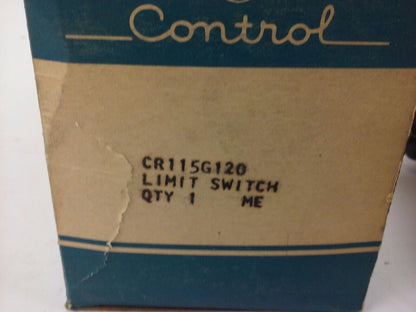 Control
CR115G120
LIMIT SWITCH
QTY 1 ME